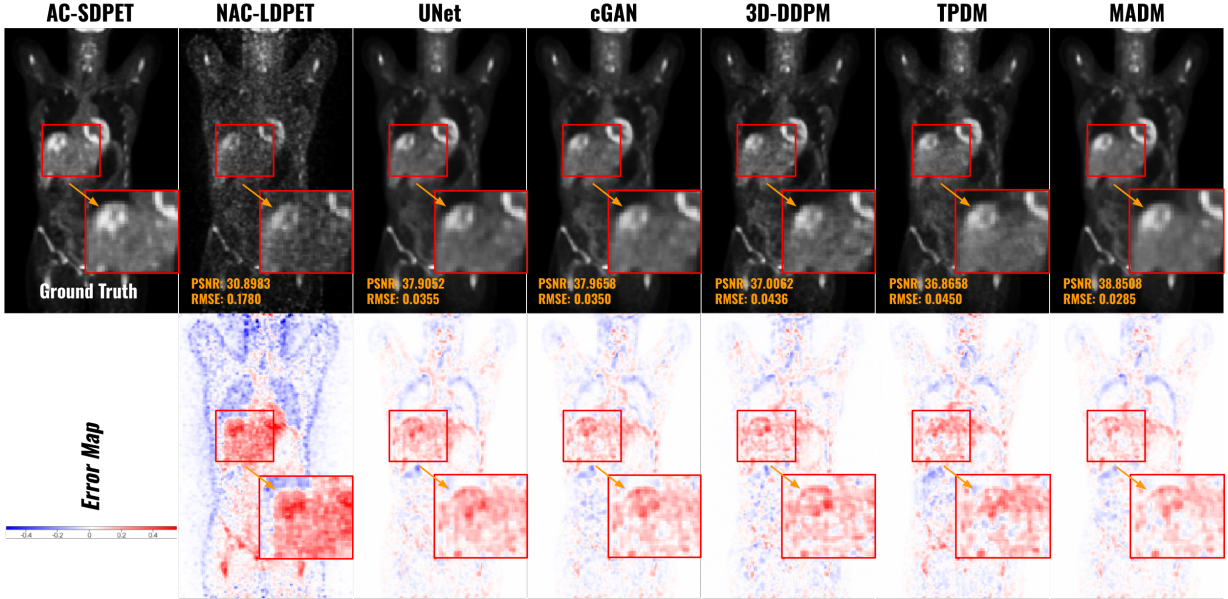 AC-SDPET NAC-LDPET UNet cGAN 3D-DDPM TPDM MADM
Ground Truth
PSNR: 30.8983
RMSE: 0.1780
PSNR: 37.9052
RMSE: 0.0355
PSNR: 37.9658
RMSE: 0.0350
PSNR: 37.0062
RMSE: 0.0436
PSNR: 36.8658
RMSE: 0.0450
PSNR: 38.8508
RMSE: 0.0285
Error Map
-0.4 -0.2 0 0.2 0.4